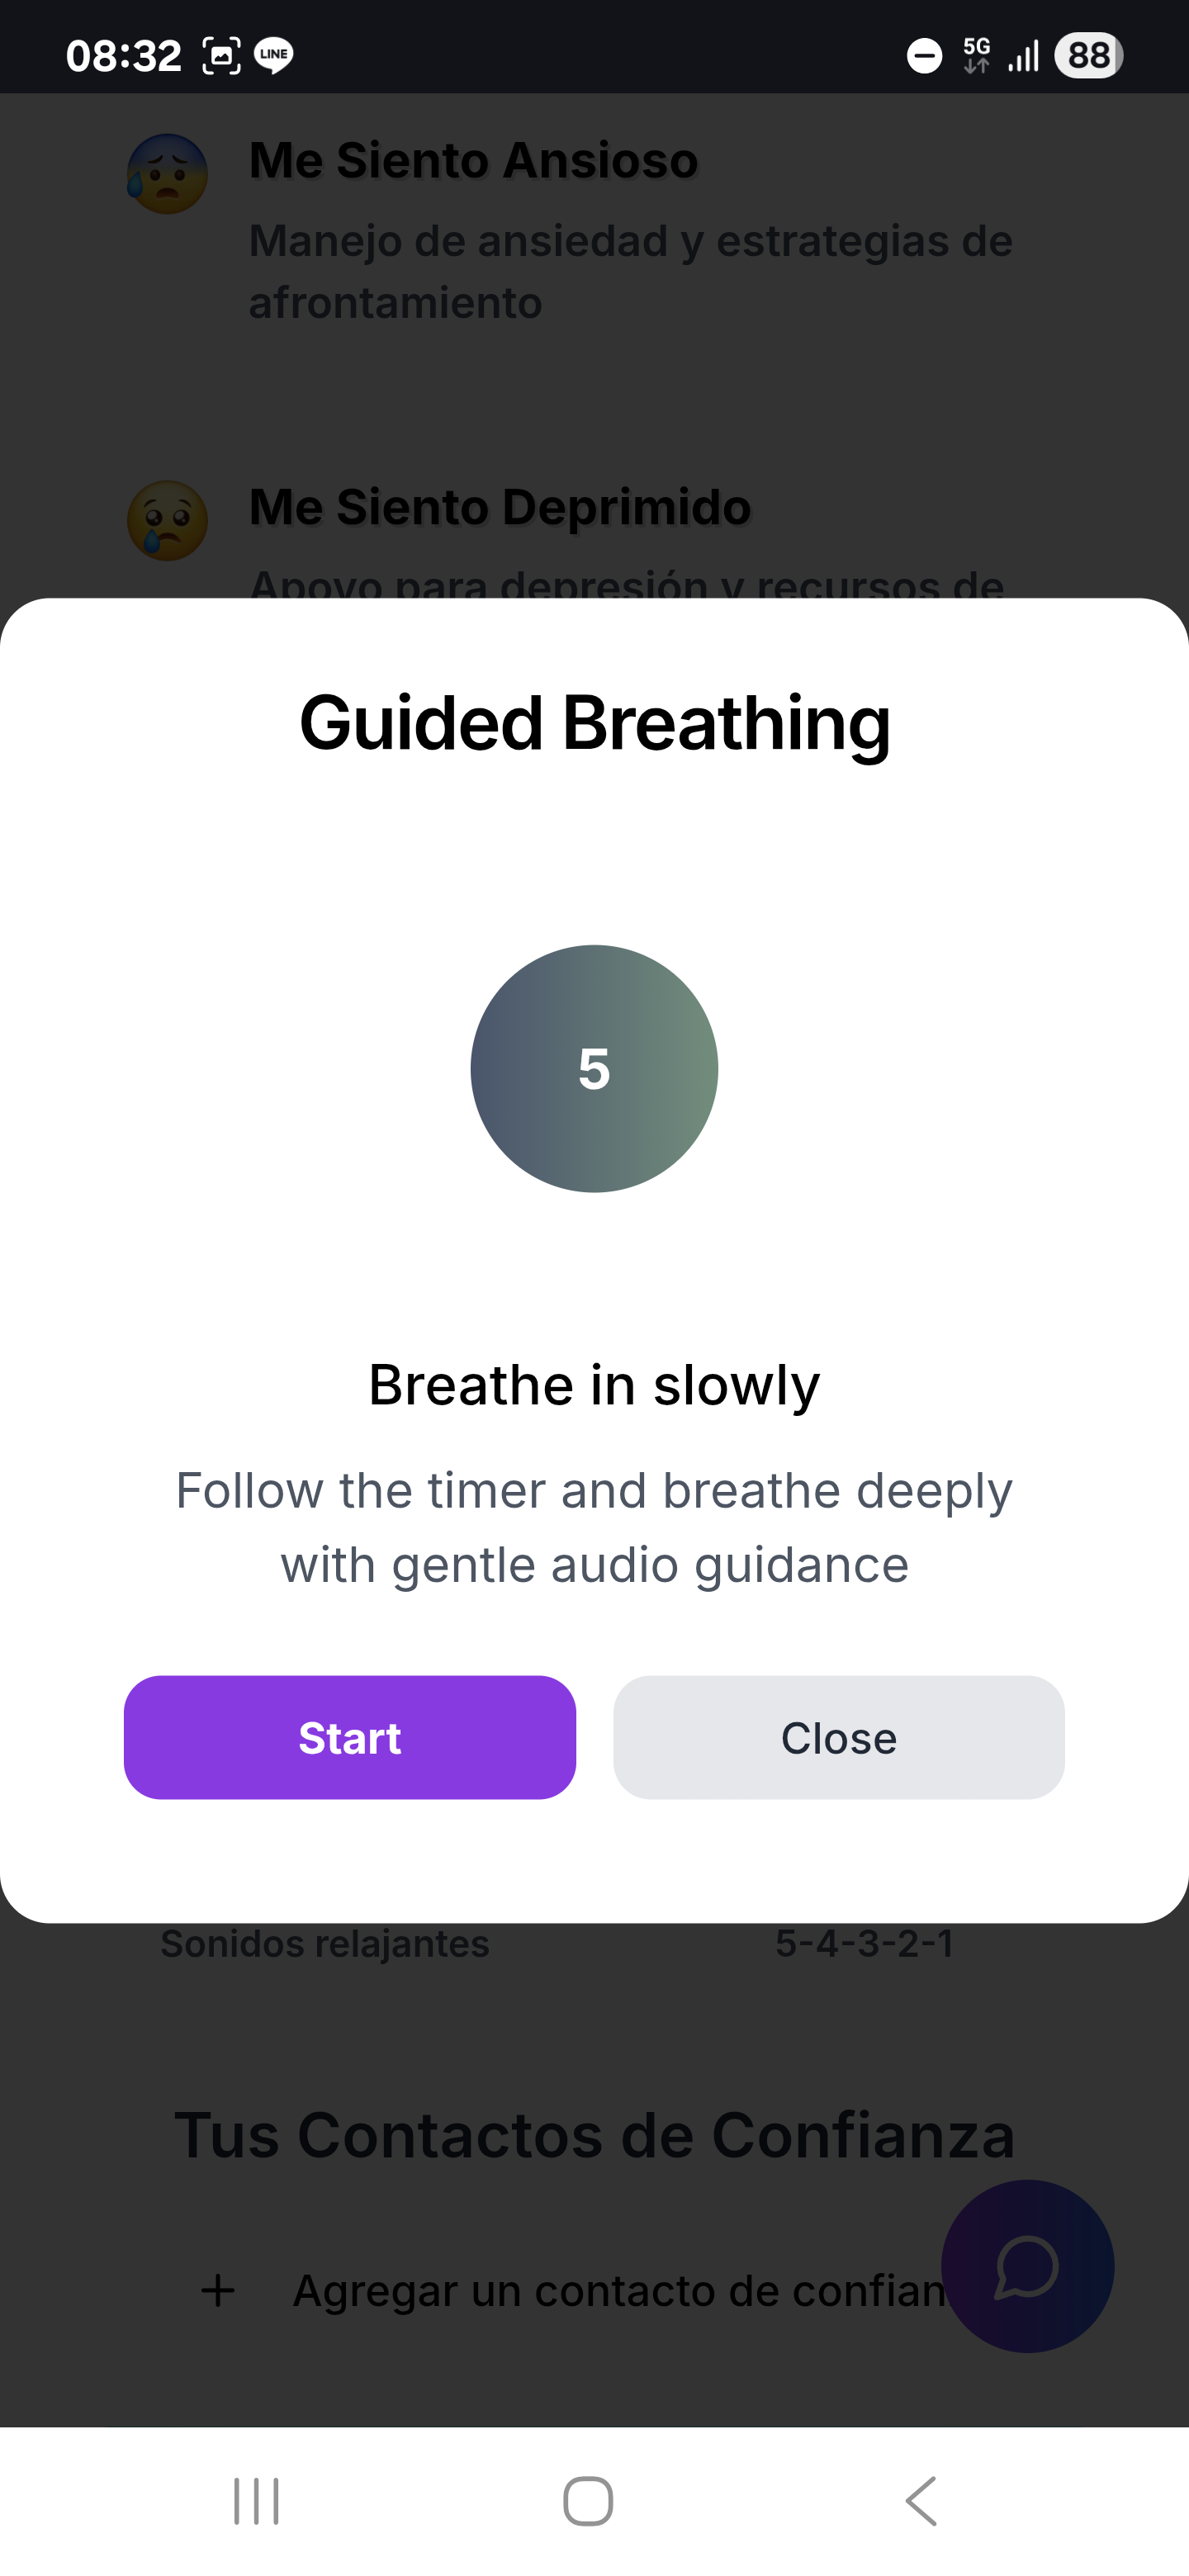 08:32
LINE
5G
88
Me Siento Ansioso
Manejo de ansiedad y estrategias de
afrontamiento
Me Siento Deprimido
Apoyo para depresión y recursos de
Guided Breathing
5
Breathe in slowly
Follow the timer and breathe deeply
with gentle audio guidance
Start
Close
Sonidos relajantes
5-4-3-2-1
Tus Contactos de Confianza
+ Agregar un contacto de confian